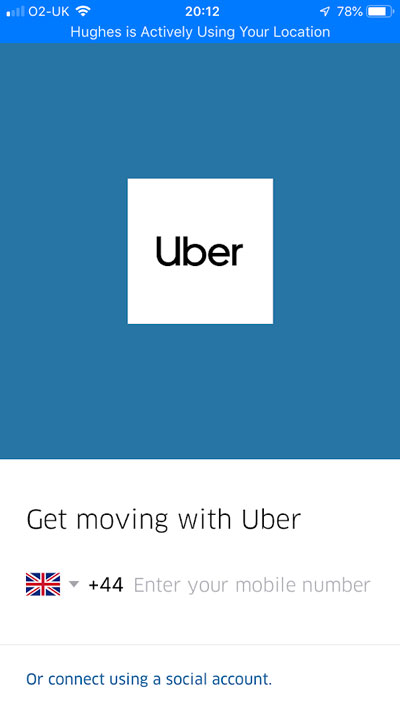 O2-UK 20:12 78%
Hughes is Actively Using Your Location
Uber
Get moving with Uber
+44 Enter your mobile number
Or connect using a social account.